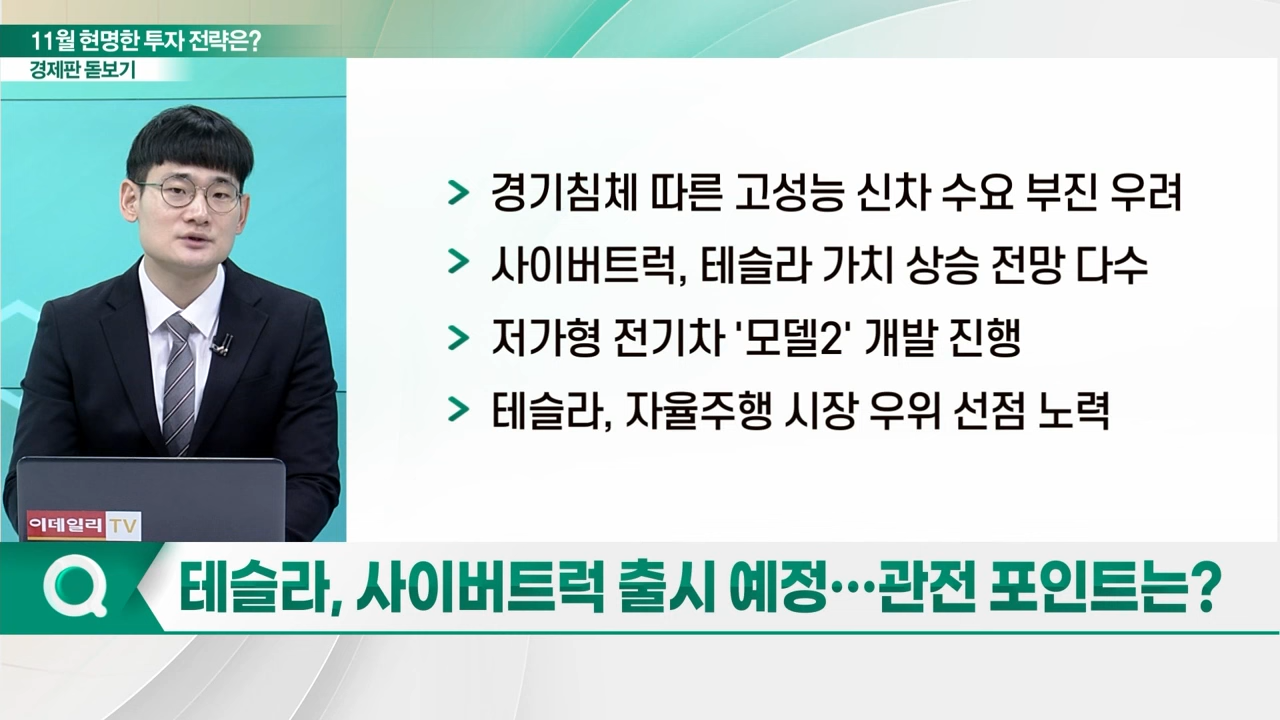 11월 현명한 투자 전략은?
경제판 돋보기
> 경기침체 따른 고성능 신차 수요 부진 우려
> 사이버트럭, 테슬라 가치 상승 전망 다수
> 저가형 전기차 '모델2' 개발 진행
> 테슬라, 자율주행 시장 우위 선점 노력
이데일리 TV
Q 테슬라, 사이버트럭 출시 예정…관전 포인트는?